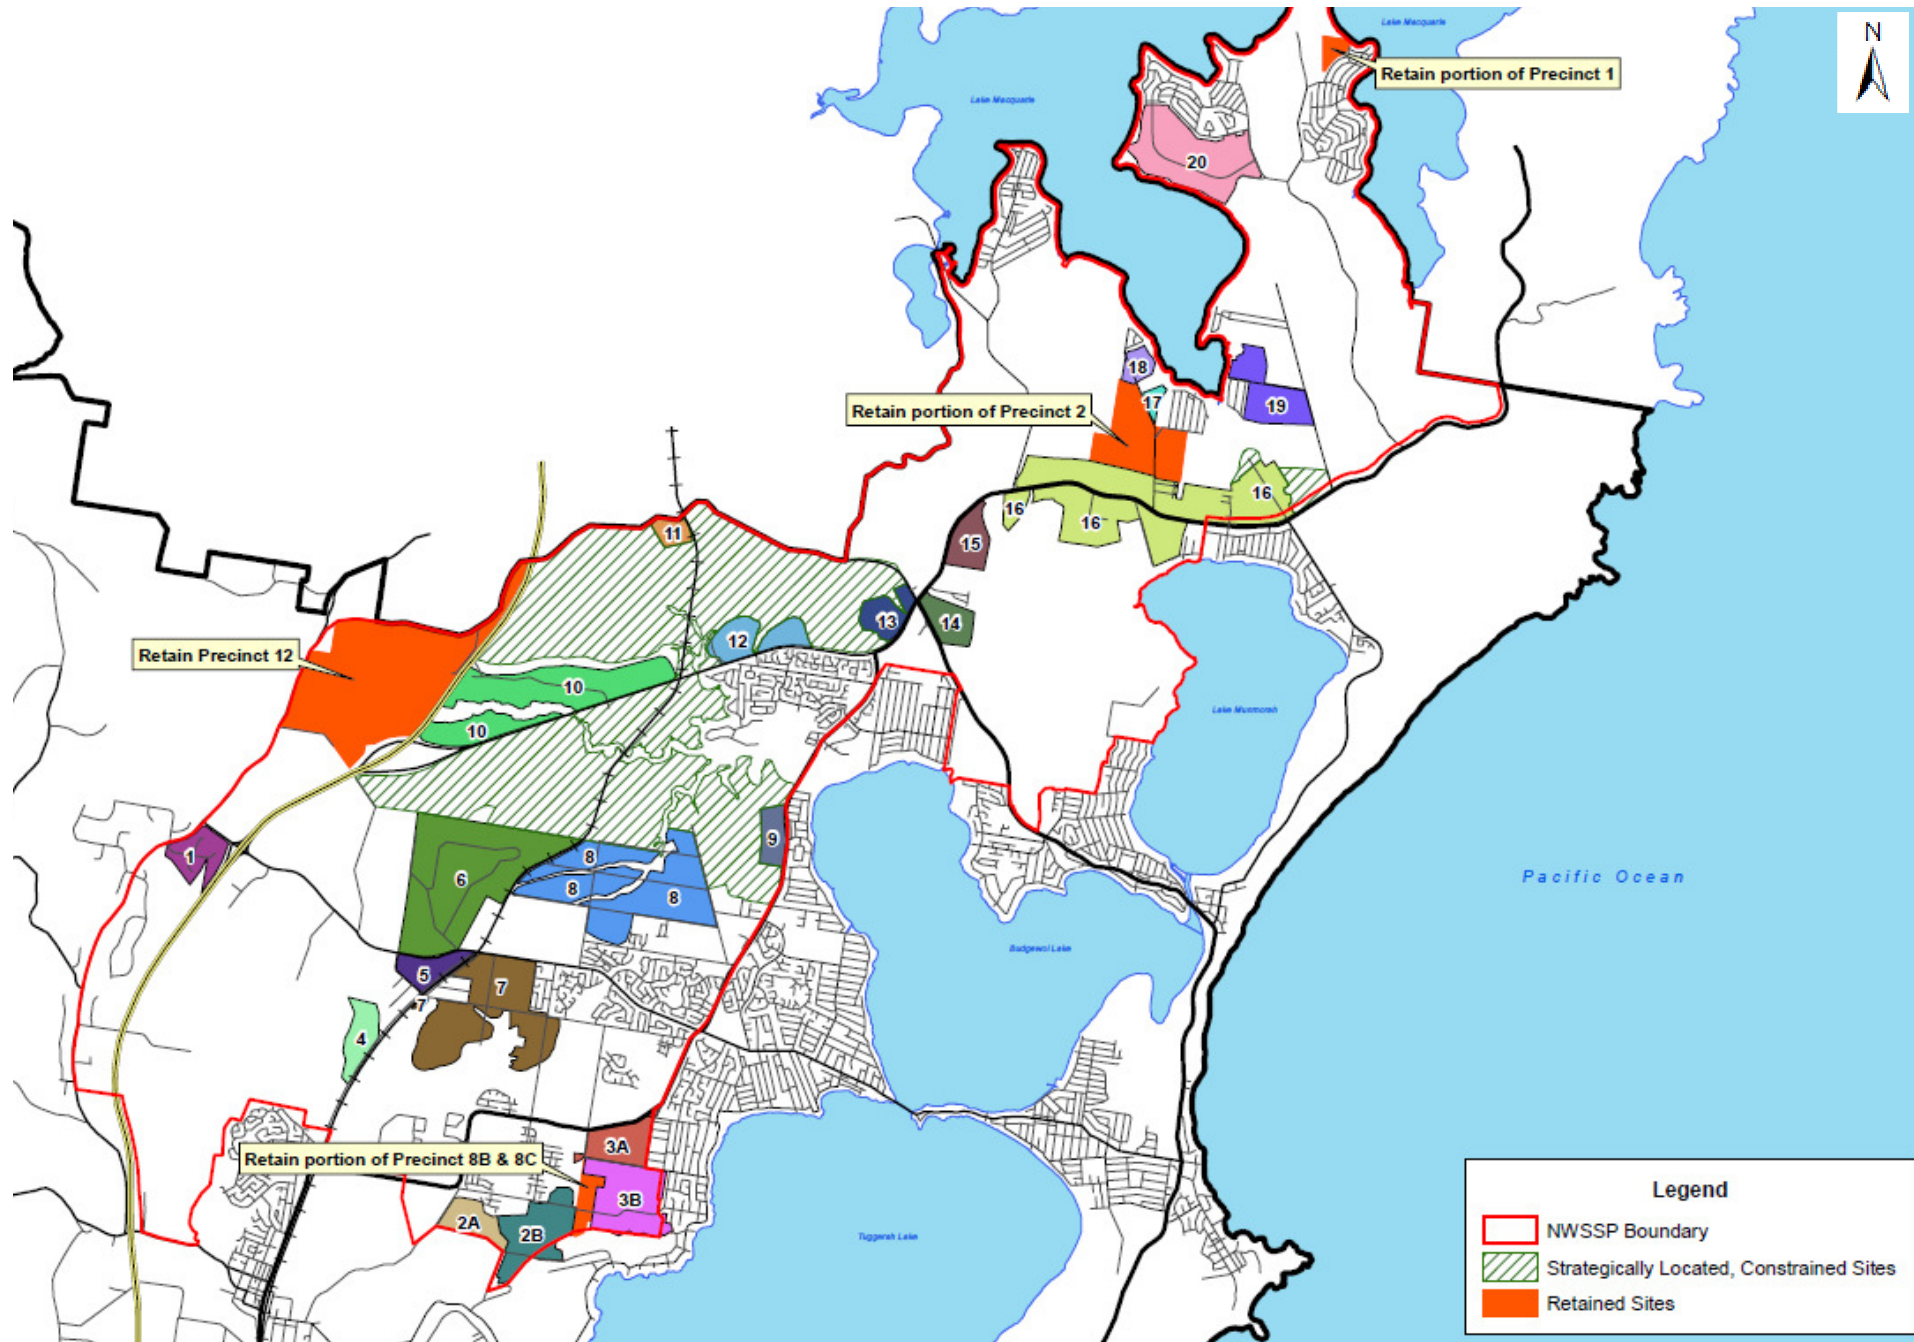 Lake Macquarie
Lake Macquarie
N
Retain portion of Precinct 1
20
18
17
19
Retain portion of Precinct 2
16
16
16
15
11
13
14
12
Retain Precinct 12
10
10
Lake Munmorah
1
9
8
8
8
6
Pacific Ocean
Budgewoi Lake
5
7
7
4
3A
Retain portion of Precinct 8B & 8C
3B
2A
2B
Tuggerah Lake
Legend
NWSSP Boundary
Strategically Located, Constrained Sites
Retained Sites